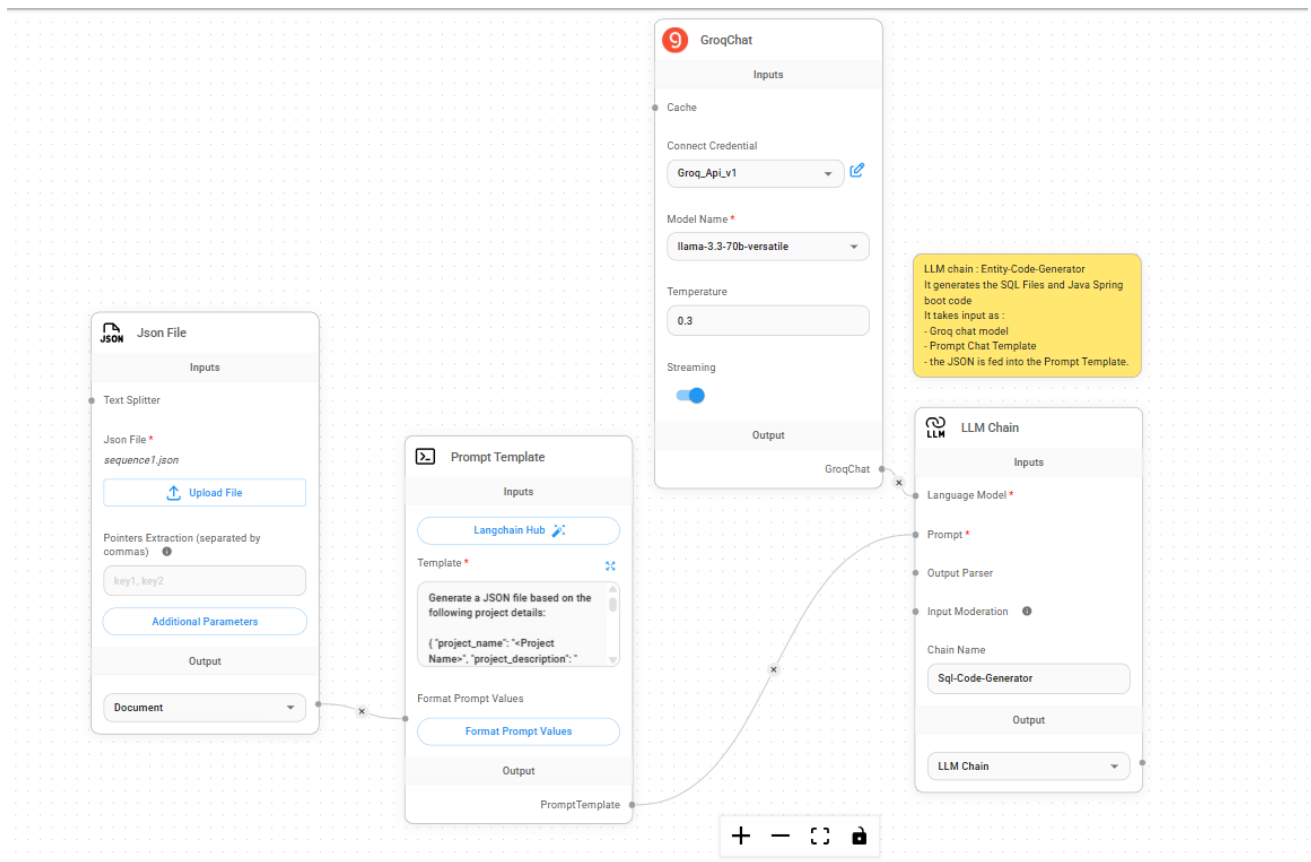 GroqChat
Inputs
Cache
Connect Credential
Groq_Api_v1
Model Name *
llama-3.3-70b-versatile
Temperature
0.3
Streaming
Output
GroqChat
LLM chain : Entity-Code-Generator
It generates the SQL Files and Java Spring
boot code
It takes input as :
- Groq chat model
- Prompt Chat Template
- the JSON is fed into the Prompt Template.
JSON
Json File
Inputs
Text Splitter
Json File *
sequence1.json
Upload File
Pointers Extraction (separated by
commas)
key1, key2
Additional Parameters
Output
Document
Prompt Template
Inputs
Langchain Hub
Template *
Generate a JSON file based on the
following project details:
{ "project_name": "<Project
Name>", "project_description": "
Format Prompt Values
Format Prompt Values
Output
PromptTemplate
LLM
LLM Chain
Inputs
Language Model *
Prompt *
Output Parser
Input Moderation
Chain Name
Sql-Code-Generator
Output
LLM Chain